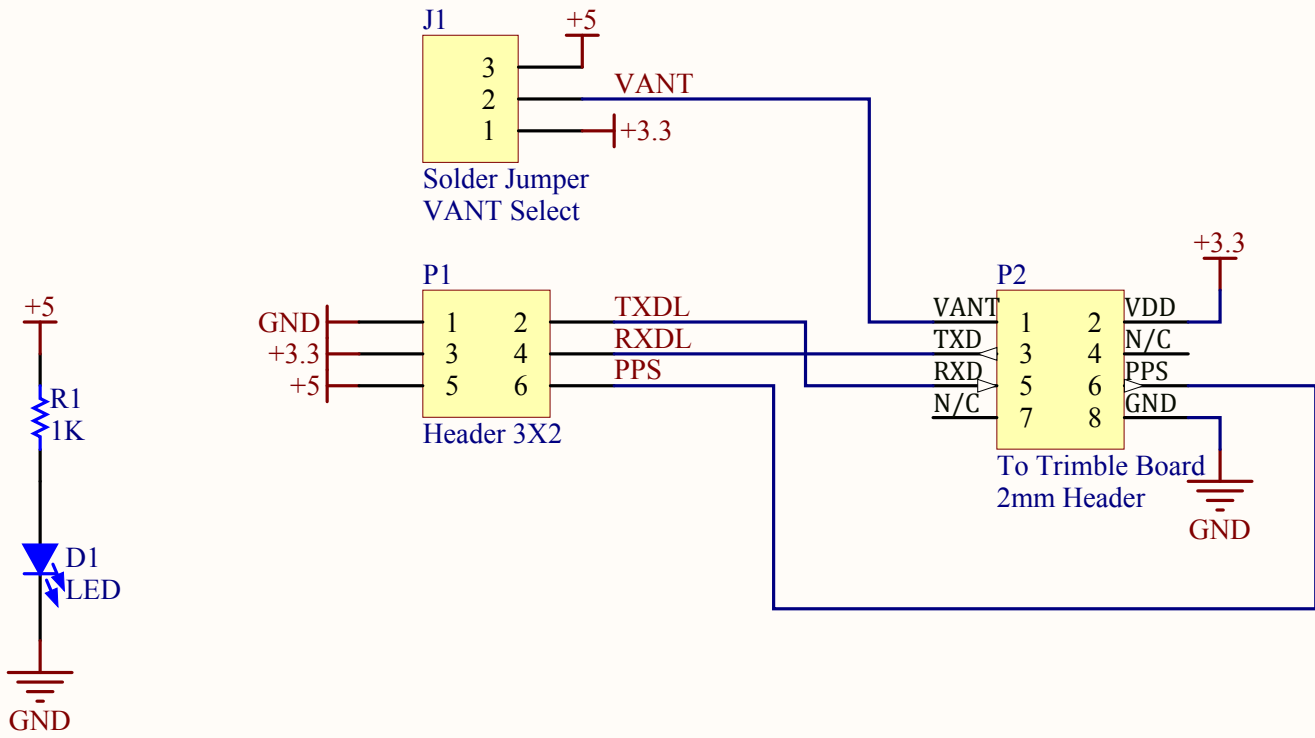 J1
+5
3
VANT
2
1
+3.3
Solder Jumper
VANT Select
P1
GND
1
2
TXDL
+3.3
3
4
RXDL
+5
5
6
PPS
Header 3X2
+3.3
P2
VANT
1
2
VDD
TXD
3
4
N/C
RXD
5
6
PPS
N/C
7
8
GND
To Trimble Board
2mm Header
GND
+5
R1
1K
D1
LED
GND